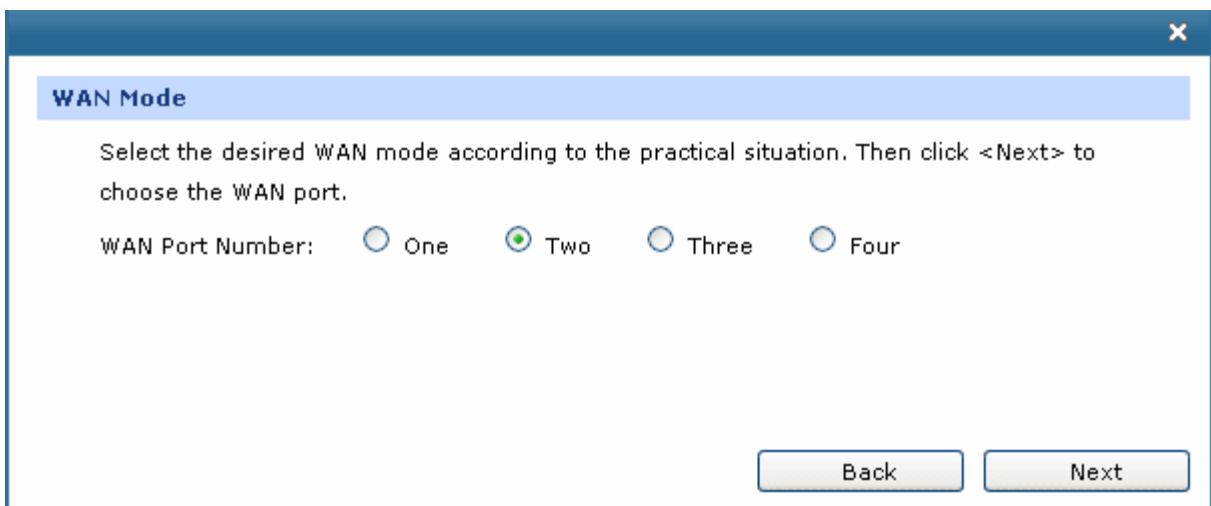 WAN Mode
Select the desired WAN mode according to the practical situation. Then click <Next> to
choose the WAN port.
WAN Port Number: One Two Three Four
Back Next